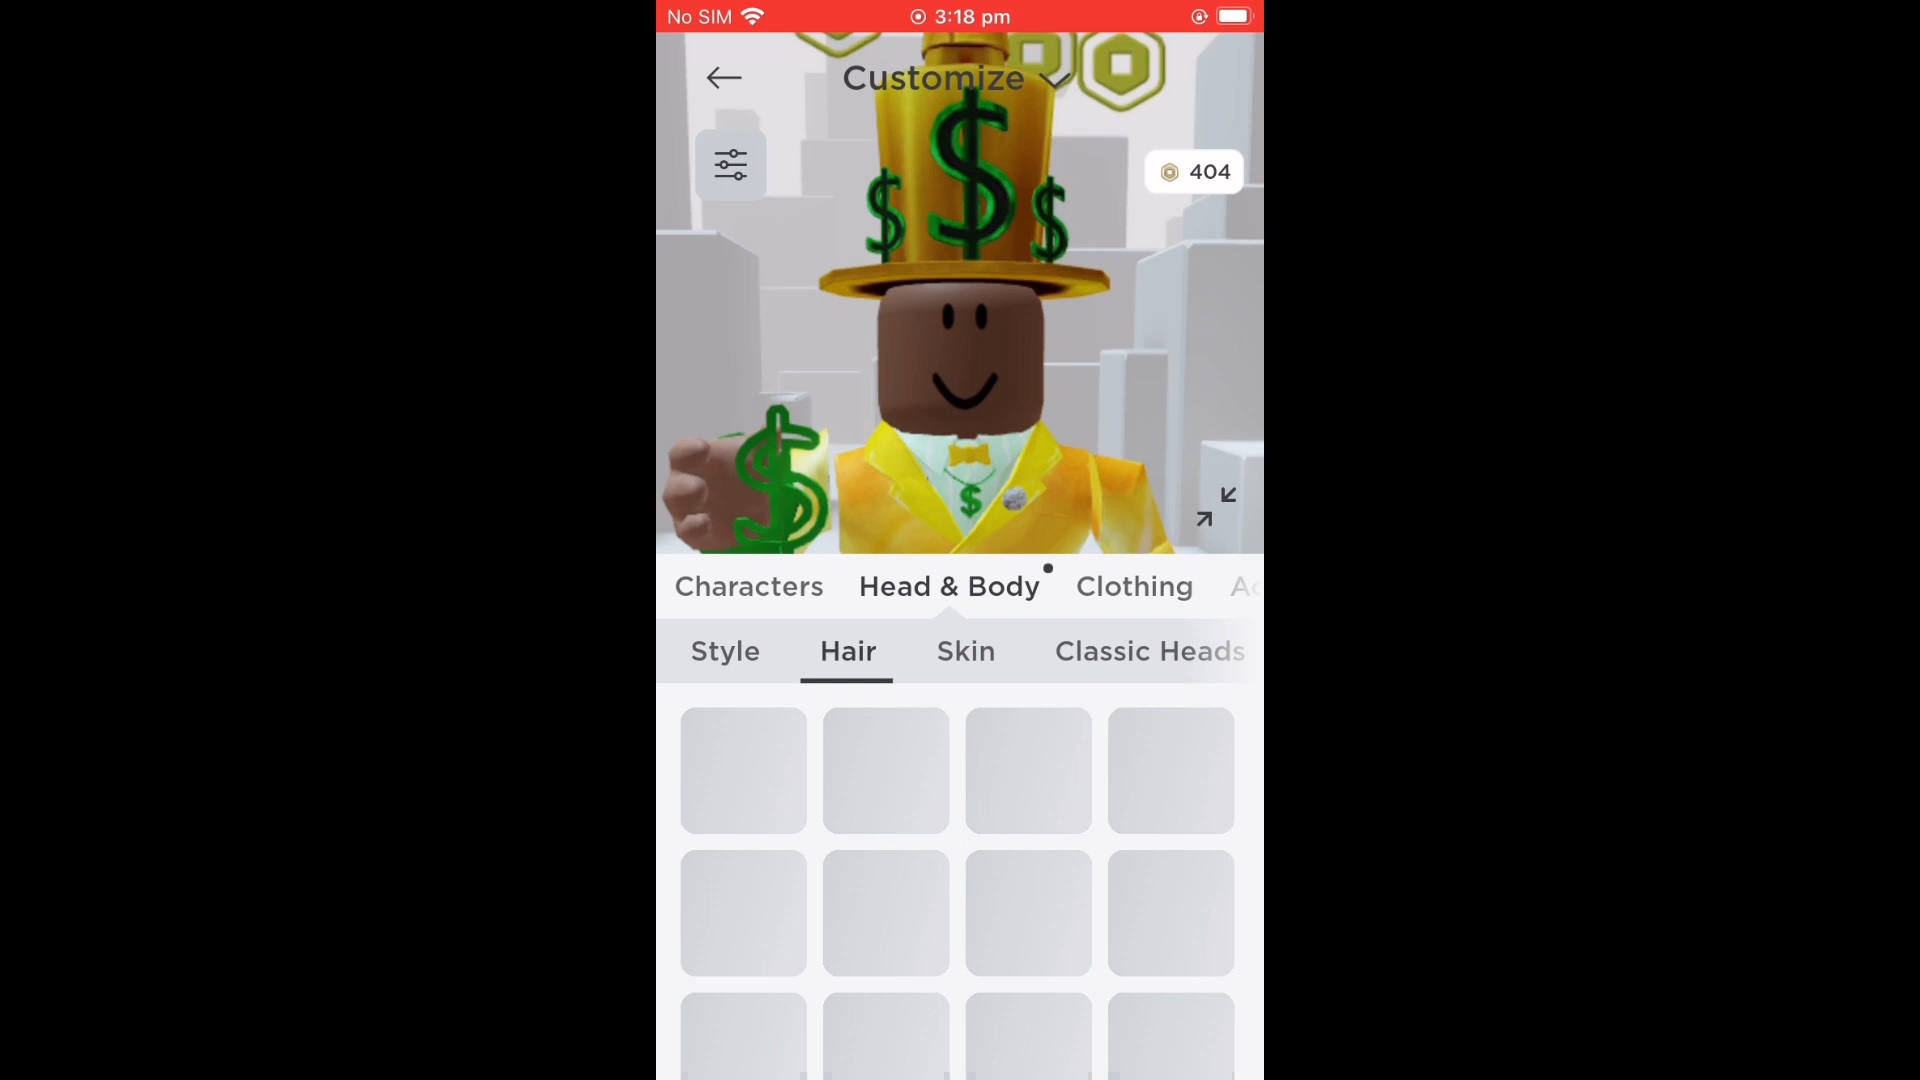 No SIM 3:18 pm
Customize
404
$
$ $
$
$
Characters Head & Body Clothing
Style Hair Skin Classic Heads